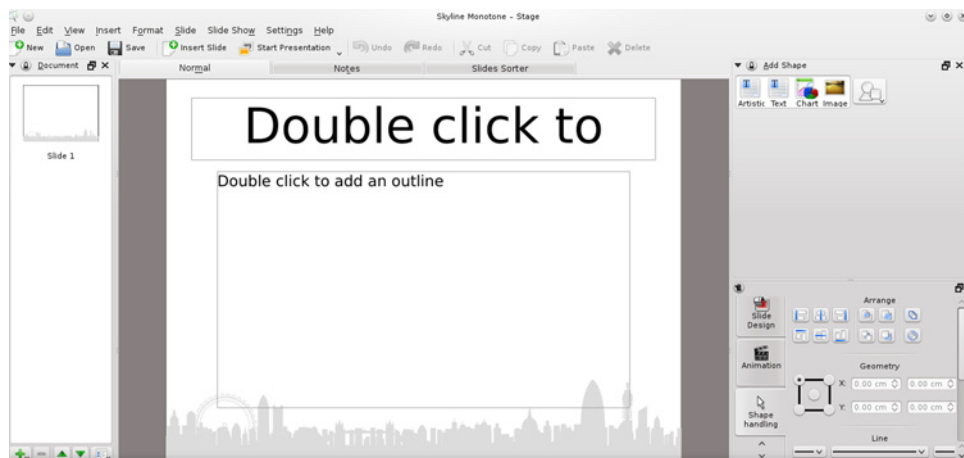 Skyline Monotone - Stage
File Edit View Insert Format Slide Slide Show Settings Help
New Open Save Insert Slide Start Presentation Undo Redo Cut Copy Paste Delete
Document
Normal Notes Slides Sorter
Add Shape
Artistic Text Chart Image
Slide 1
Double click to
Double click to add an outline
Slide Design
Animation
Shape handling
Arrange
Geometry
X: 0.00 cm 0.00 cm
Y: 0.00 cm 0.00 cm
Line